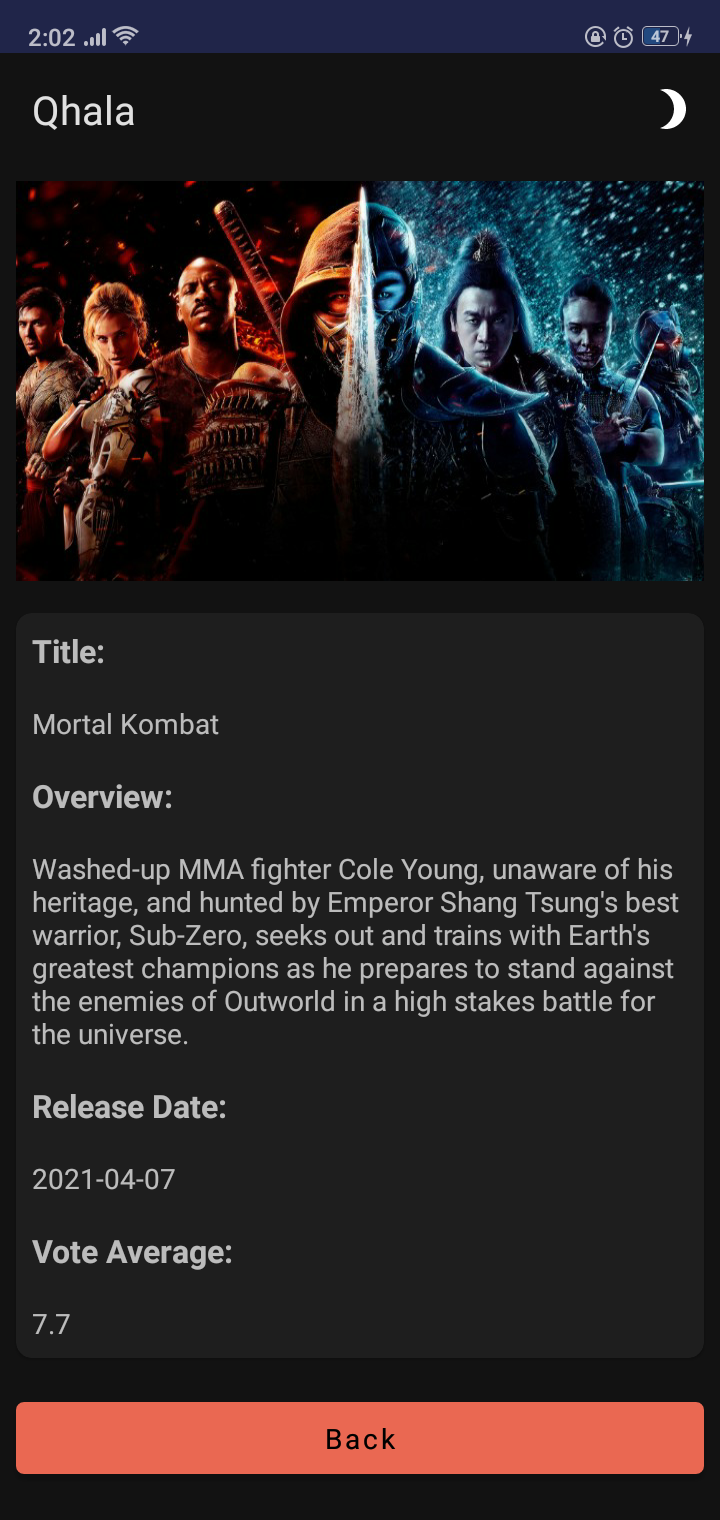 2:02
47
Qhala
Title:
Mortal Kombat
Overview:
Washed-up MMA fighter Cole Young, unaware of his
heritage, and hunted by Emperor Shang Tsung's best
warrior, Sub-Zero, seeks out and trains with Earth's
greatest champions as he prepares to stand against
the enemies of Outworld in a high stakes battle for
the universe.
Release Date:
2021-04-07
Vote Average:
7.7
Back